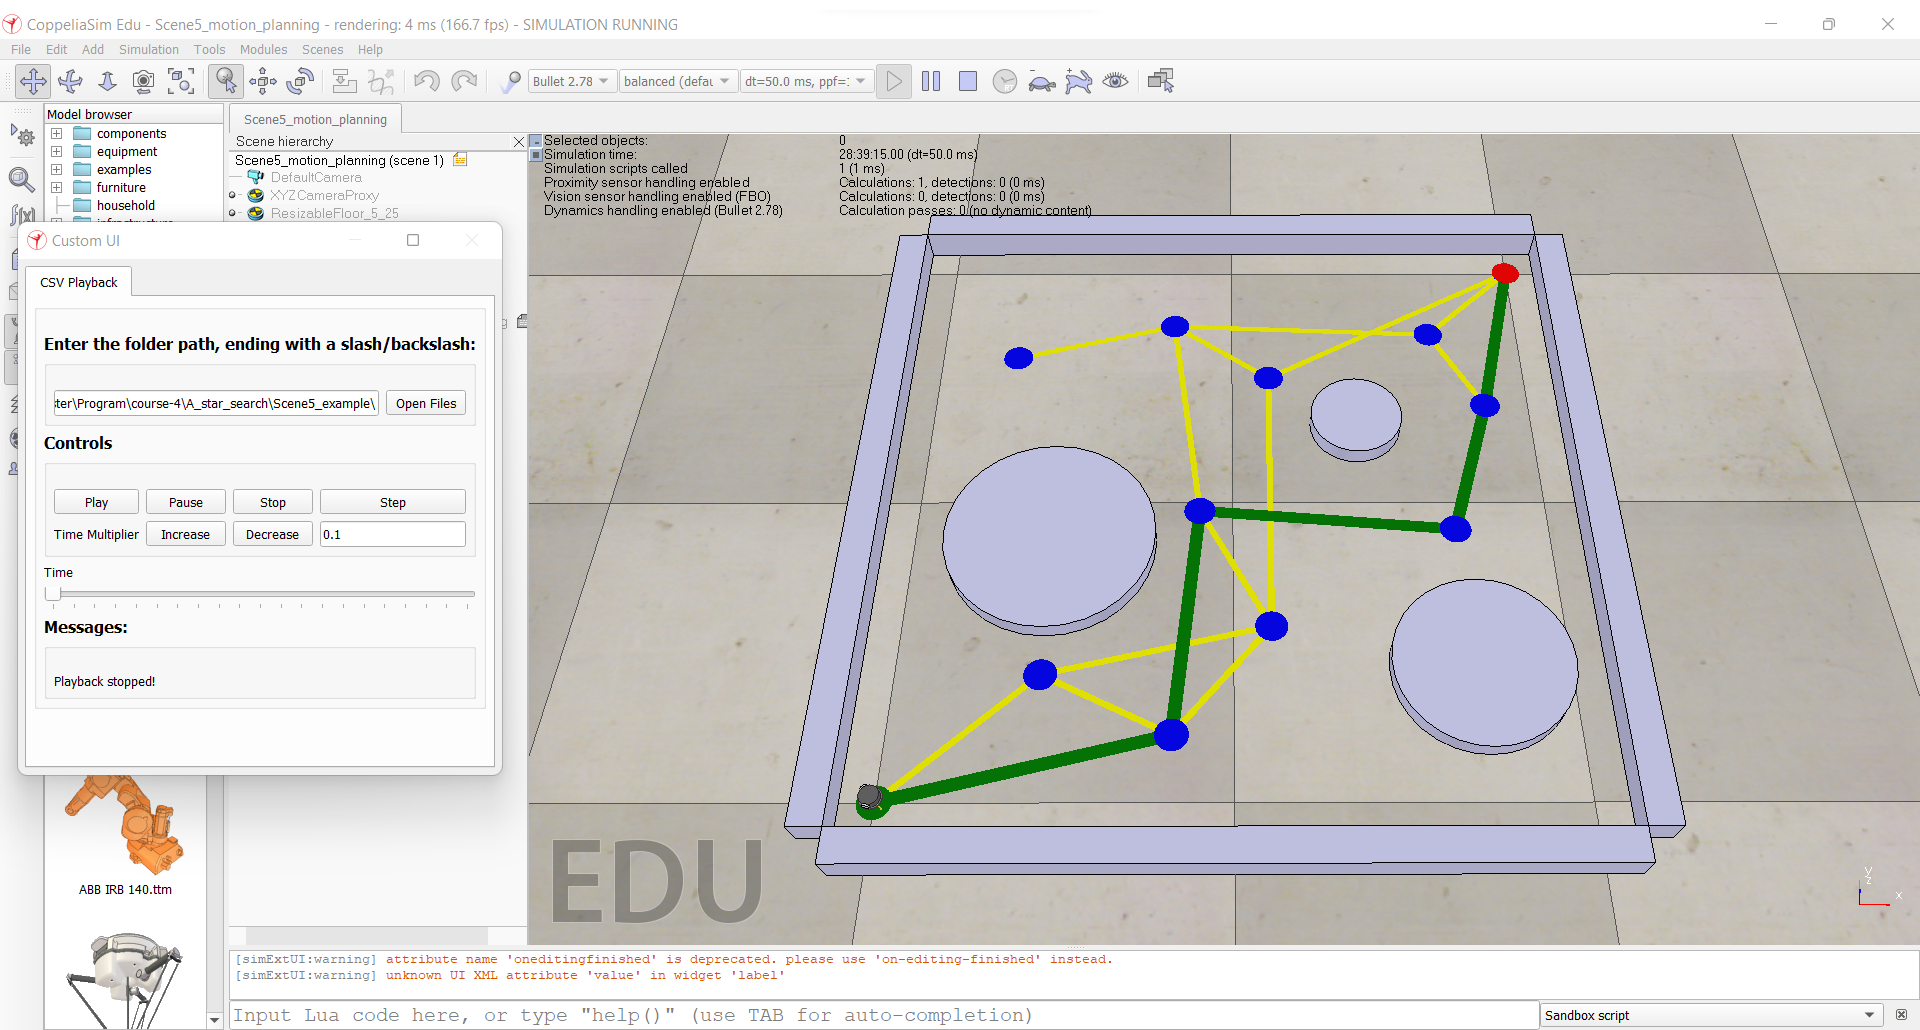 CoppeliaSim Edu - Scene5_motion_planning - rendering: 4 ms (166.7 fps) - SIMULATION RUNNING
File Edit Add Simulation Tools Modules Scenes Help
Bullet 2.78
balanced (defau
dt=50.0 ms, ppf=:
Model browser
components
equipment
examples
furniture
household
Scene5_motion_planning
Scene hierarchy
Scene5_motion_planning (scene 1)
DefaultCamera
XYZCameraProxy
ResizableFloor_5_25
Selected objects: 0
Simulation time: 28:39:15.00 (dt=50.0 ms)
Simulation scripts called 1 (1 ms)
Proximity sensor handling enabled Calculations: 1, detections: 0 (0 ms)
Vision sensor handling enabled (FBO) Calculations: 0, detections: 0 (0 ms)
Dynamics handling enabled (Bullet 2.78) Calculation passes: 0 (no dynamic content)
Custom UI
CSV Playback
Enter the folder path, ending with a slash/backslash:
ter\Program\course-4\A_star_search\Scene5_example\
Open Files
Controls
Play Pause Stop Step
Time Multiplier Increase Decrease 0.1
Time
Messages:
Playback stopped!
ABB IRB 140.ttm
EDU
y
z
x
[simExtUI:warning] attribute name 'oneditingfinished' is deprecated. please use 'on-editing-finished' instead.
[simExtUI:warning] unknown UI XML attribute 'value' in widget 'label'
Input Lua code here, or type "help()" (use TAB for auto-completion)
Sandbox script